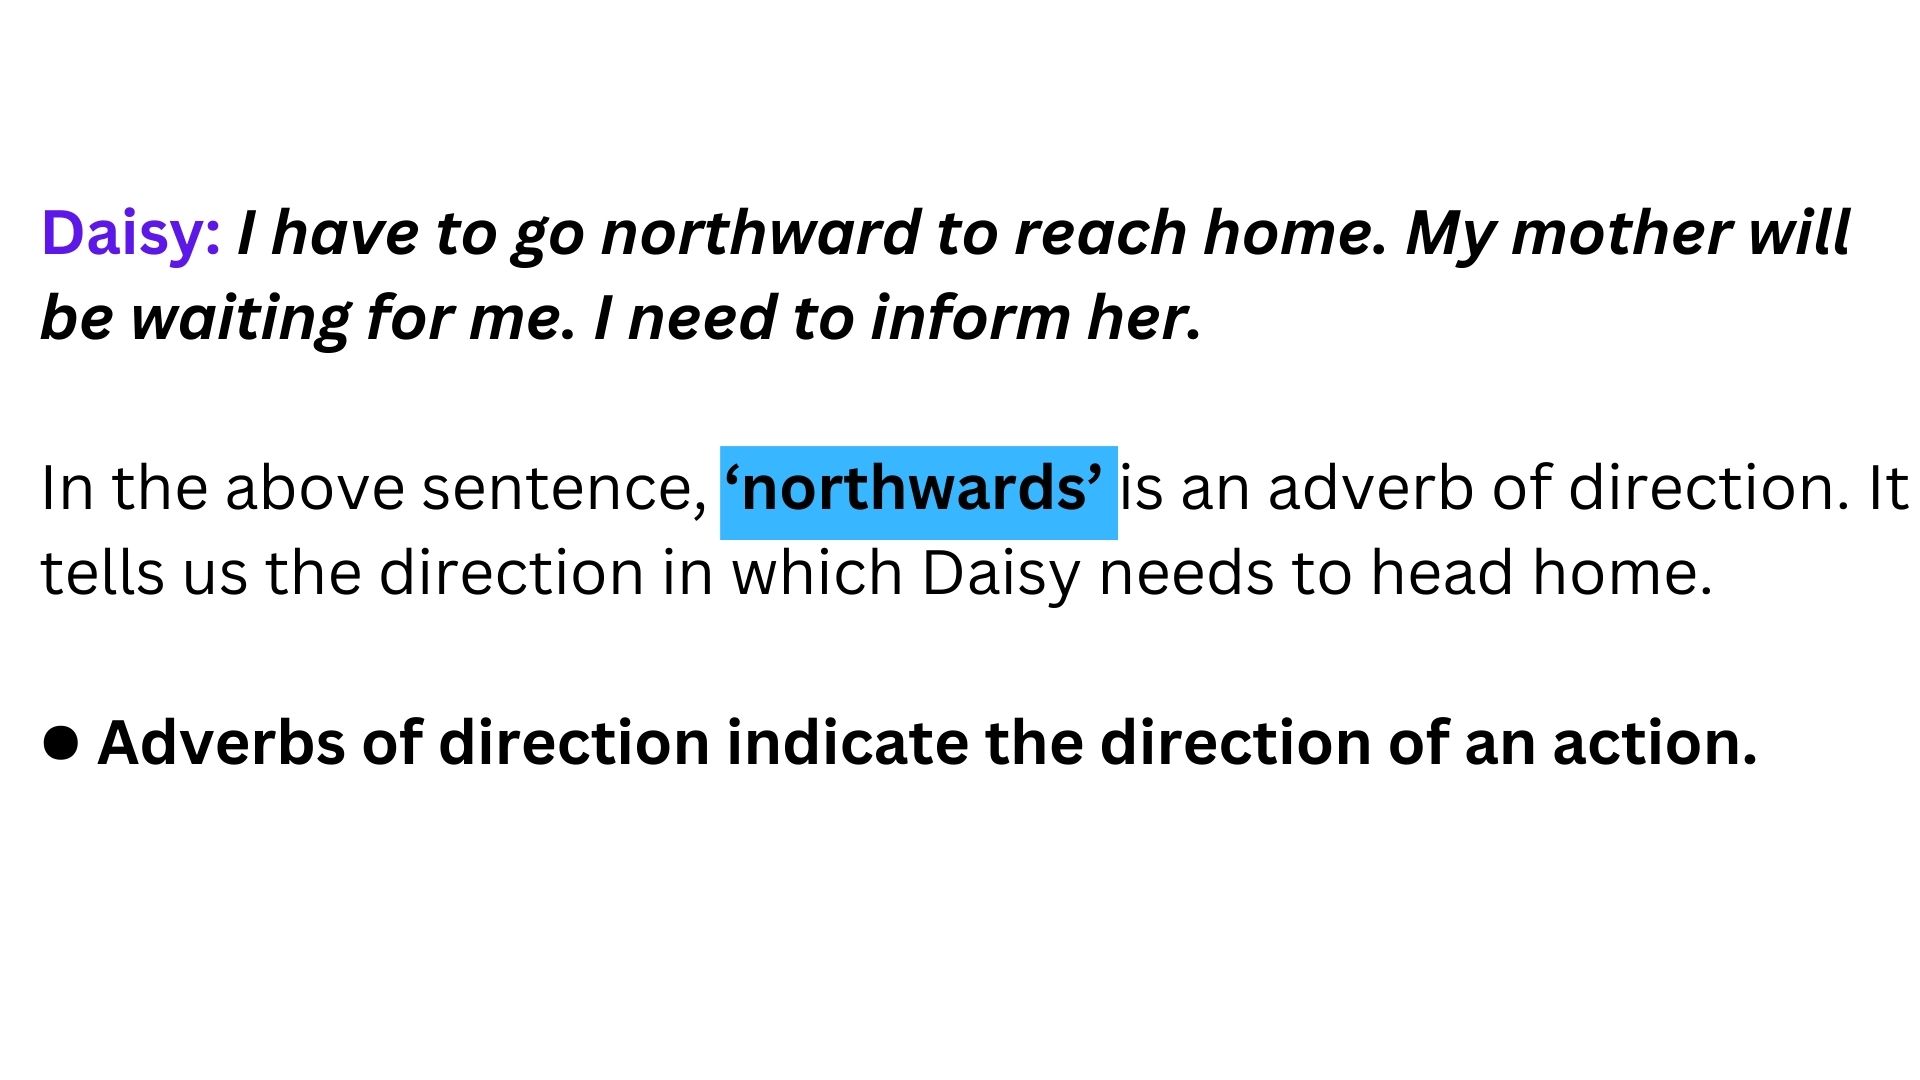 Daisy: I have to go northward to reach home. My mother will
be waiting for me. I need to inform her.
In the above sentence, ‘northwards’ is an adverb of direction. It
tells us the direction in which Daisy needs to head home.
● Adverbs of direction indicate the direction of an action.